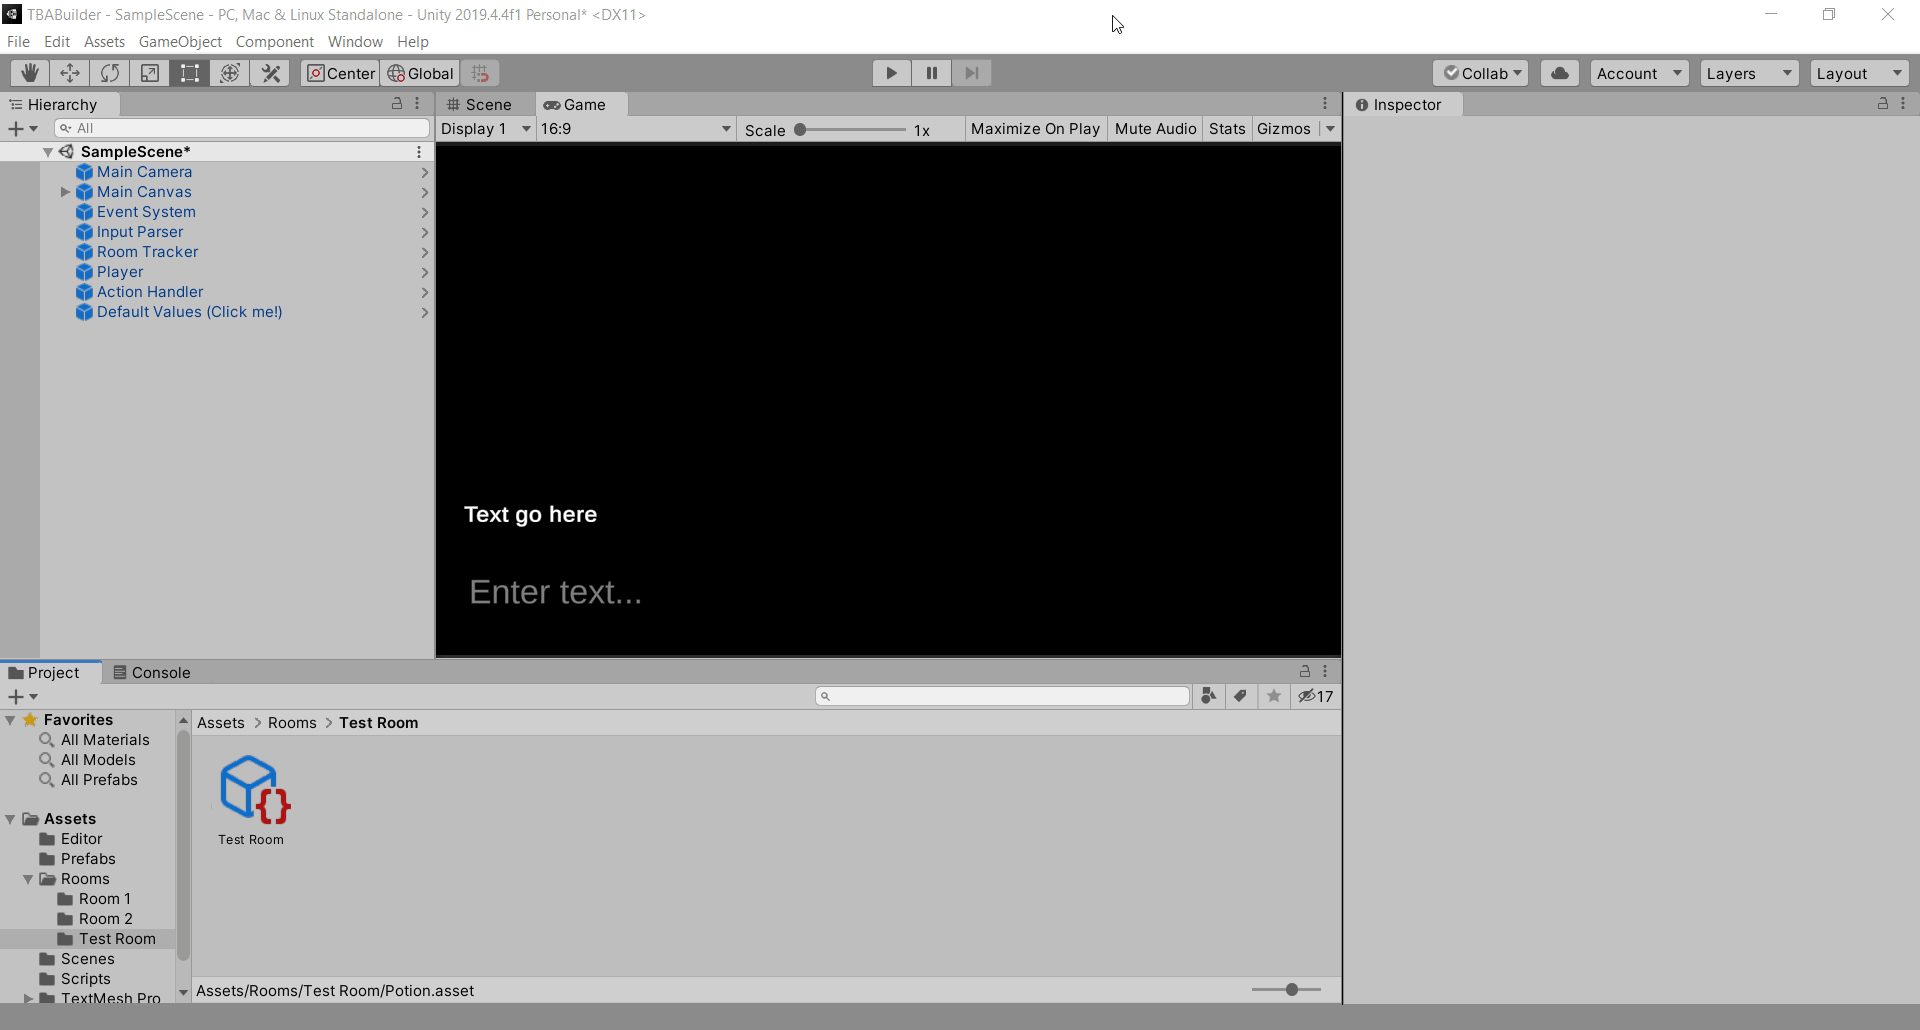 TBABuilder - SampleScene - PC, Mac & Linux Standalone - Unity 2019.4.4f1 Personal* <DX11>
File Edit Assets GameObject Component Window Help
Center Global Collab Account Layers Layout
Hierarchy
All
SampleScene*
Main Camera
Main Canvas
Event System
Input Parser
Room Tracker
Player
Action Handler
Default Values (Click me!)
Scene Game
Display 1 16:9 Scale 1x Maximize On Play Mute Audio Stats Gizmos
Text go here
Enter text...
Inspector
Project Console
17
Favorites
All Materials
All Models
All Prefabs
Assets
Editor
Prefabs
Rooms
Room 1
Room 2
Test Room
Scenes
Scripts
TextMesh Pro
Assets > Rooms > Test Room
{}
Test Room
Assets/Rooms/Test Room/Potion.asset